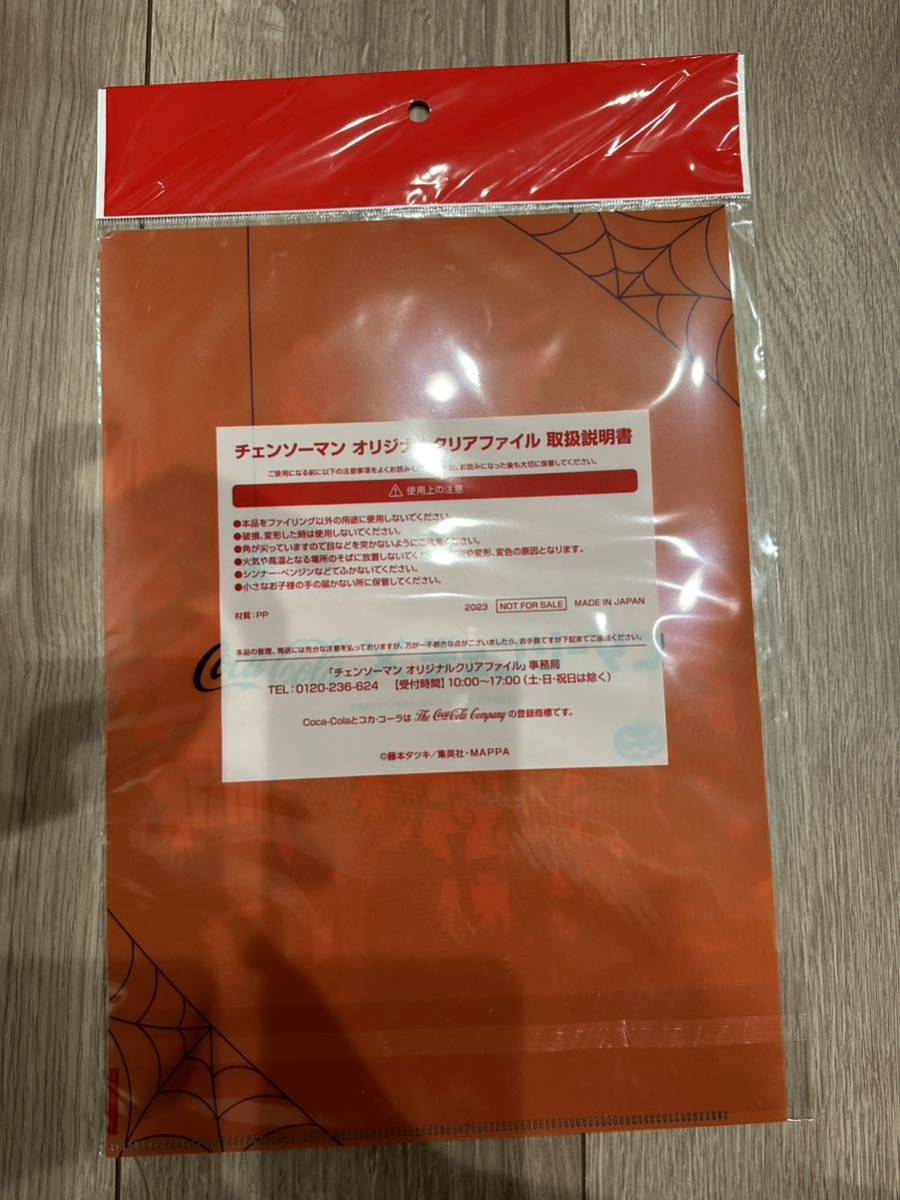 チェンソーマン オリジナルクリアファイル 取扱説明書
ご使用になる前に以下の注意事項をよくお読みください。また、お読みになった後も大切に保管してください。
使用上の注意
●本品をファイリング以外の用途に使用しないでください。
●破損、変形した時は使用しないでください。
●角が尖っていますので目などを突かないようにご注意ください。
●火気や高温となる場所のそばに放置しないでください。 や変形、変色の原因となります。
●シンナー・ベンジンなどでふかないでください。
●小さなお子様の手の届かない所に保管してください。
材質:PP
2023 NOT FOR SALE MADE IN JAPAN
本品の管理、発送には充分な注意を払っておりますが、万が一不都合な点がございましたら、お手数ですが下記までご連絡ください。
「チェンソーマン オリジナルクリアファイル」事務局
TEL:0120-236-624 【受付時間】10:00〜17:00(土・日・祝日は除く)
Coca-Colaとコカ・コーラは The Coca-Cola Company の登録商標です。
©藤本タツキ/集英社・MAPPA
Coca-Cola